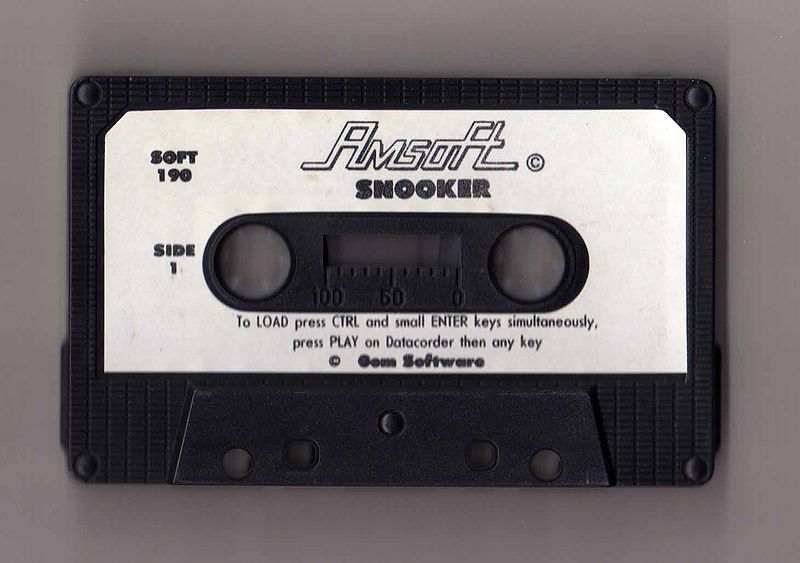 Amsoft ©
SNOOKER
SOFT
190
SIDE
1
100 50 0
To LOAD press CTRL and small ENTER keys simultaneously,
press PLAY on Datacorder then any key
© Gem Software